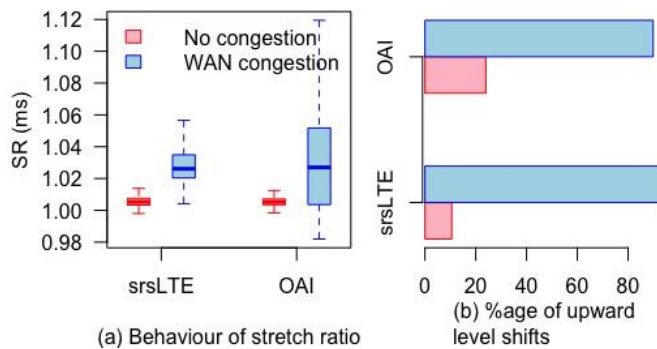 SR (ms)
1.12
1.10
1.08
1.06
1.04
1.02
1.00
0.98
No congestion
WAN congestion
srsLTE
OAI
(a) Behaviour of stretch ratio
OAI
srsLTE
0
20
40
60
80
(b) %age of upward
level shifts